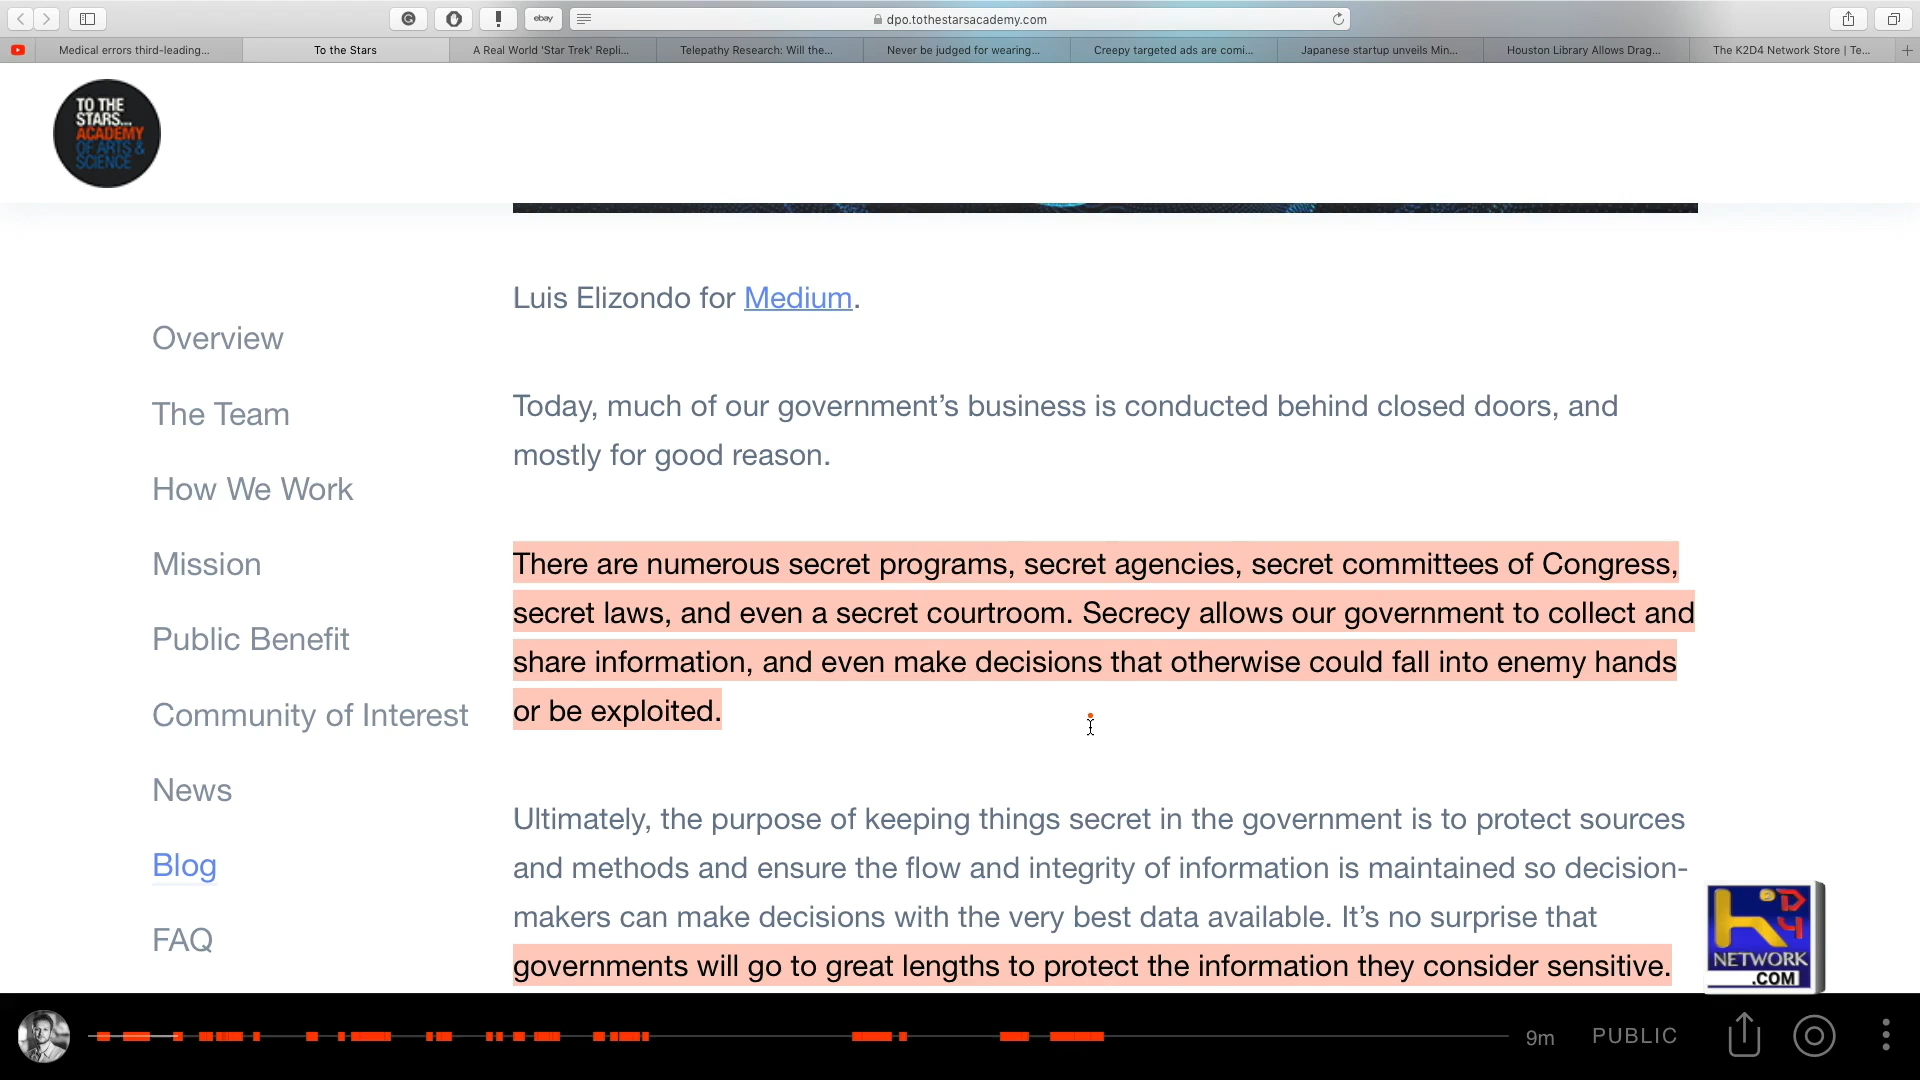 ebay
dpo.tothestarsacademy.com
Medical errors third-leading...
To the Stars
A Real World 'Star Trek' Repli...
Telepathy Research: Will the...
Never be judged for wearing...
Creepy targeted ads are comi...
Japanese startup unveils Min...
Houston Library Allows Drag...
The K2D4 Network Store | Te...
TO THE
STARS...
ACADEMY
OF ARTS &
SCIENCE
Overview
The Team
How We Work
Mission
Public Benefit
Community of Interest
News
Blog
FAQ
Luis Elizondo for Medium.
Today, much of our government’s business is conducted behind closed doors, and
mostly for good reason.
There are numerous secret programs, secret agencies, secret committees of Congress,
secret laws, and even a secret courtroom. Secrecy allows our government to collect and
share information, and even make decisions that otherwise could fall into enemy hands
or be exploited.
Ultimately, the purpose of keeping things secret in the government is to protect sources
and methods and ensure the flow and integrity of information is maintained so decision-
makers can make decisions with the very best data available. It’s no surprise that
governments will go to great lengths to protect the information they consider sensitive.
K2D4
NETWORK
.COM
9m
PUBLIC